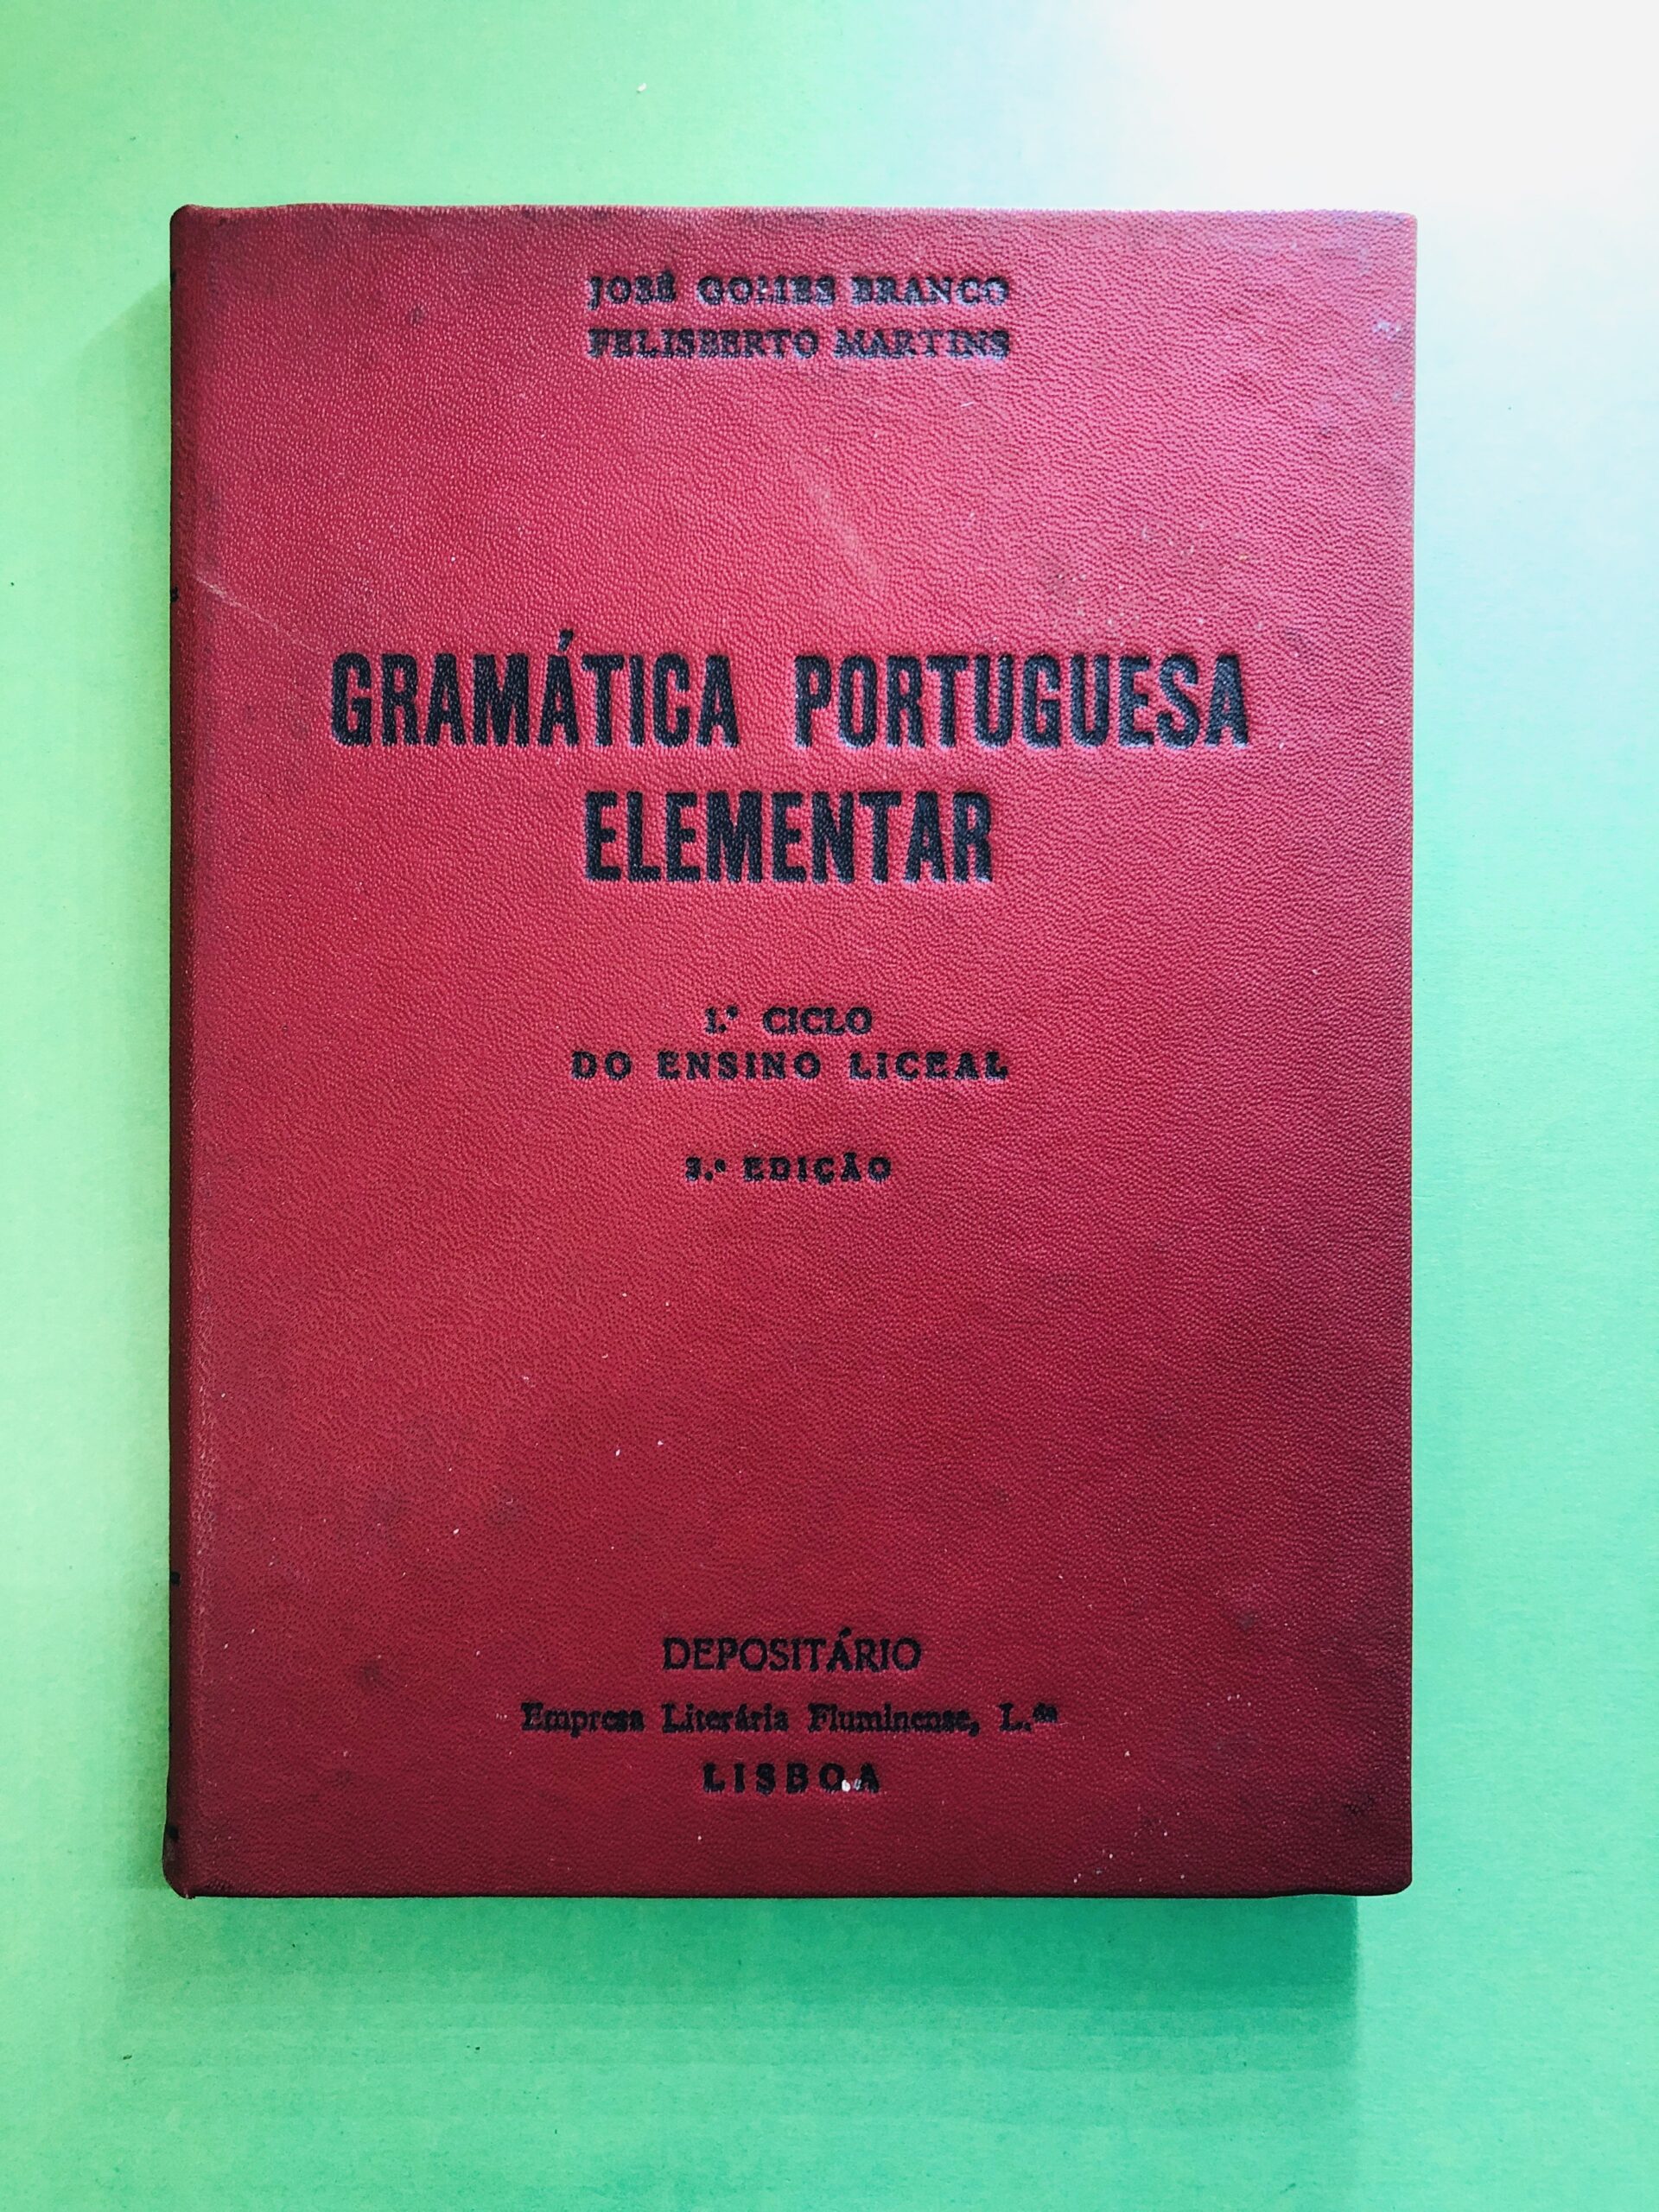 JOSÉ GOMES BRANCO
FELISBERTO MARTINS
GRAMÁTICA PORTUGUESA
ELEMENTAR
1.º CICLO
DO ENSINO LICEAL
3.ª EDIÇÃO
DEPOSITÁRIO
Empresa Literária Fluminense, L.da
LISBOA